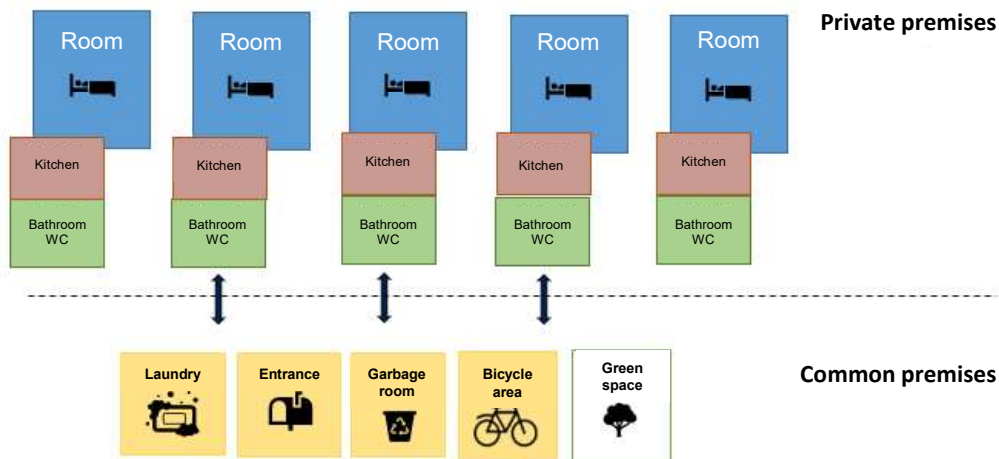 Room
Room
Room
Room
Room
Private premises
Kitchen
Kitchen
Kitchen
Kitchen
Kitchen
Bathroom
WC
Bathroom
WC
Bathroom
WC
Bathroom
WC
Bathroom
WC
Laundry
Entrance
Garbage
room
Bicycle
area
Green
space
Common premises